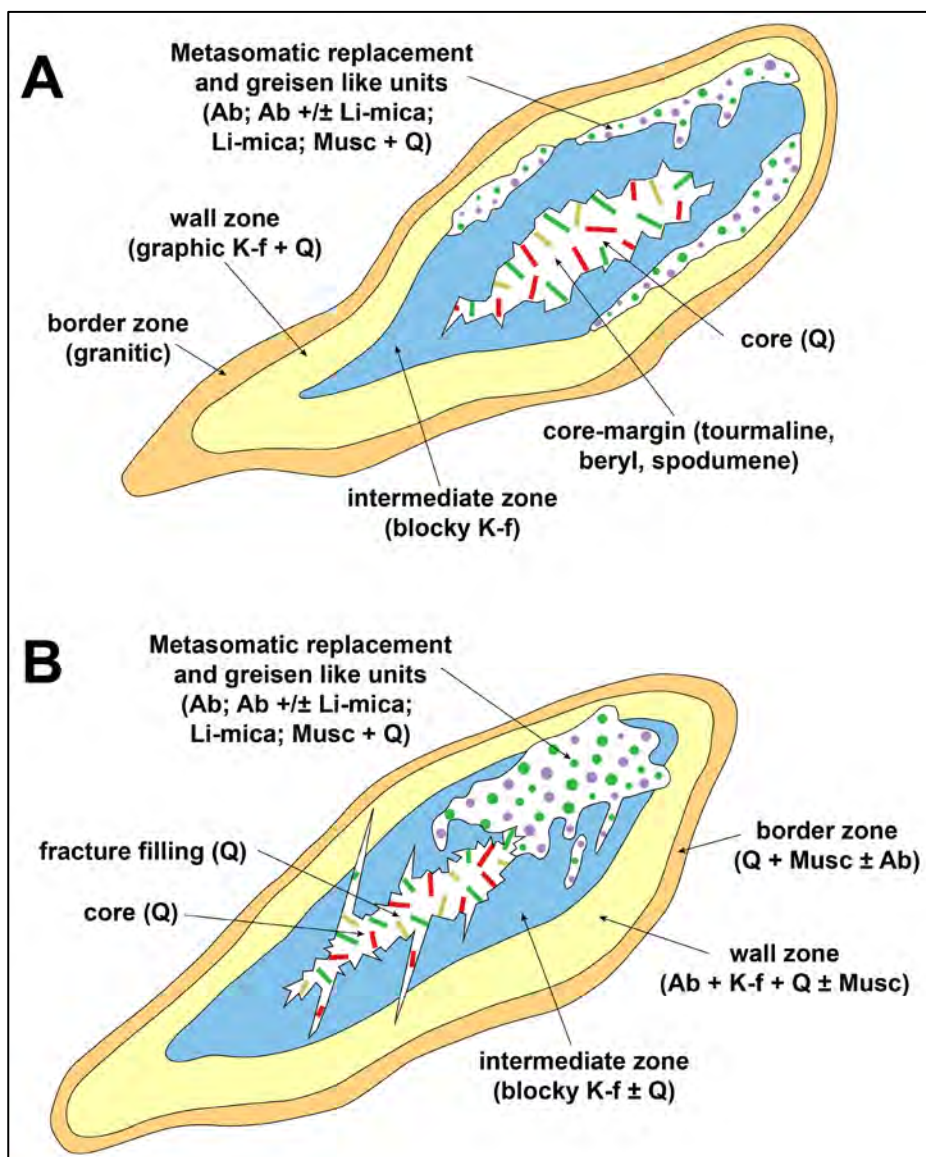 A
Metasomatic replacement
and greisen like units
(Ab; Ab +/± Li-mica;
Li-mica; Musc + Q)
wall zone
(graphic K-f + Q)
border zone
(granitic)
core (Q)
core-margin (tourmaline,
beryl, spodumene)
intermediate zone
(blocky K-f)
B
Metasomatic replacement
and greisen like units
(Ab; Ab +/± Li-mica;
Li-mica; Musc + Q)
fracture filling (Q)
core (Q)
border zone
(Q + Musc ± Ab)
wall zone
(Ab + K-f + Q ± Musc)
intermediate zone
(blocky K-f ± Q)